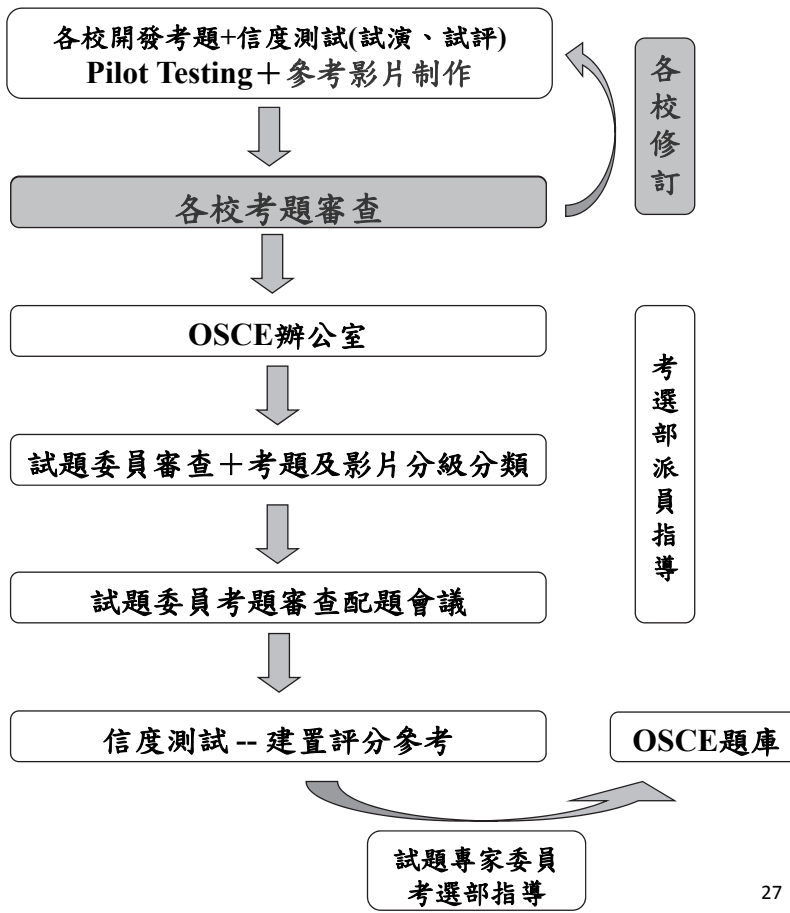 各校開發考題+信度測試(試演、試評)
Pilot Testing＋參考影片制作
各校修訂
各校考題審查
OSCE辦公室
考選部派員指導
試題委員審查＋考題及影片分級分類
試題委員考題審查配題會議
信度測試 -- 建置評分參考
OSCE題庫
試題專家委員
考選部指導
27